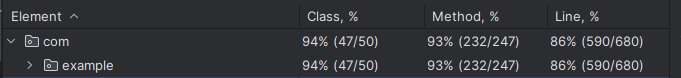 Element Class, % Method, % Line, %
com 94% (47/50) 93% (232/247) 86% (590/680)
example 94% (47/50) 93% (232/247) 86% (590/680)